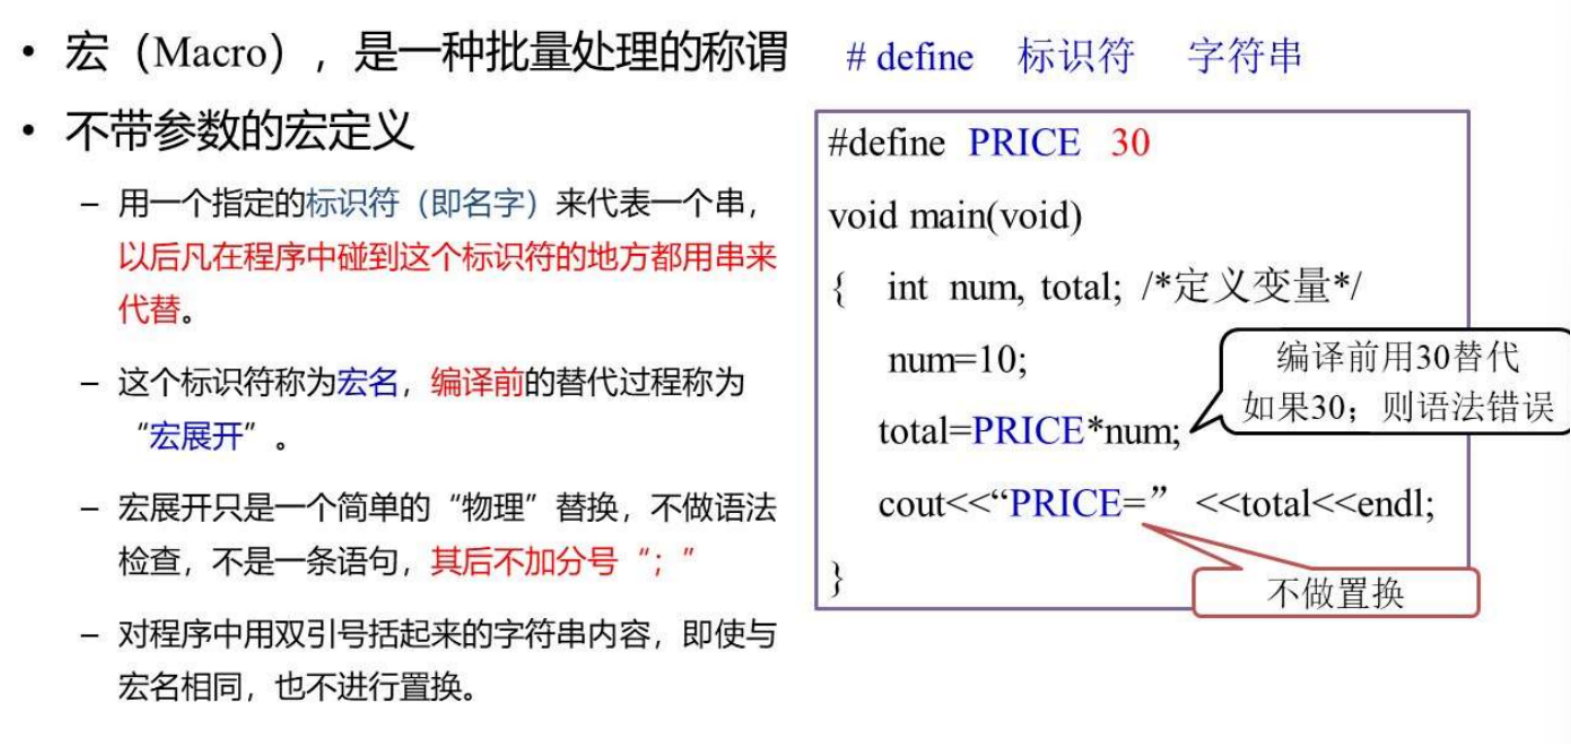 • 宏（Macro），是一种批量处理的称谓
• 不带参数的宏定义
– 用一个指定的标识符（即名字）来代表一个串，
以后凡在程序中碰到这个标识符的地方都用串来
代替。
– 这个标识符称为宏名，编译前的替代过程称为
“宏展开”。
– 宏展开只是一个简单的“物理”替换，不做语法
检查，不是一条语句，其后不加分号“；”
– 对程序中用双引号括起来的字符串内容，即使与
宏名相同，也不进行置换。
# define 标识符 字符串
#define PRICE 30
void main(void)
{ int num, total; /*定义变量*/
num=10;
total=PRICE*num;
cout<<“PRICE=” <<total<<endl;
}
编译前用30替代
如果30；则语法错误
不做置换